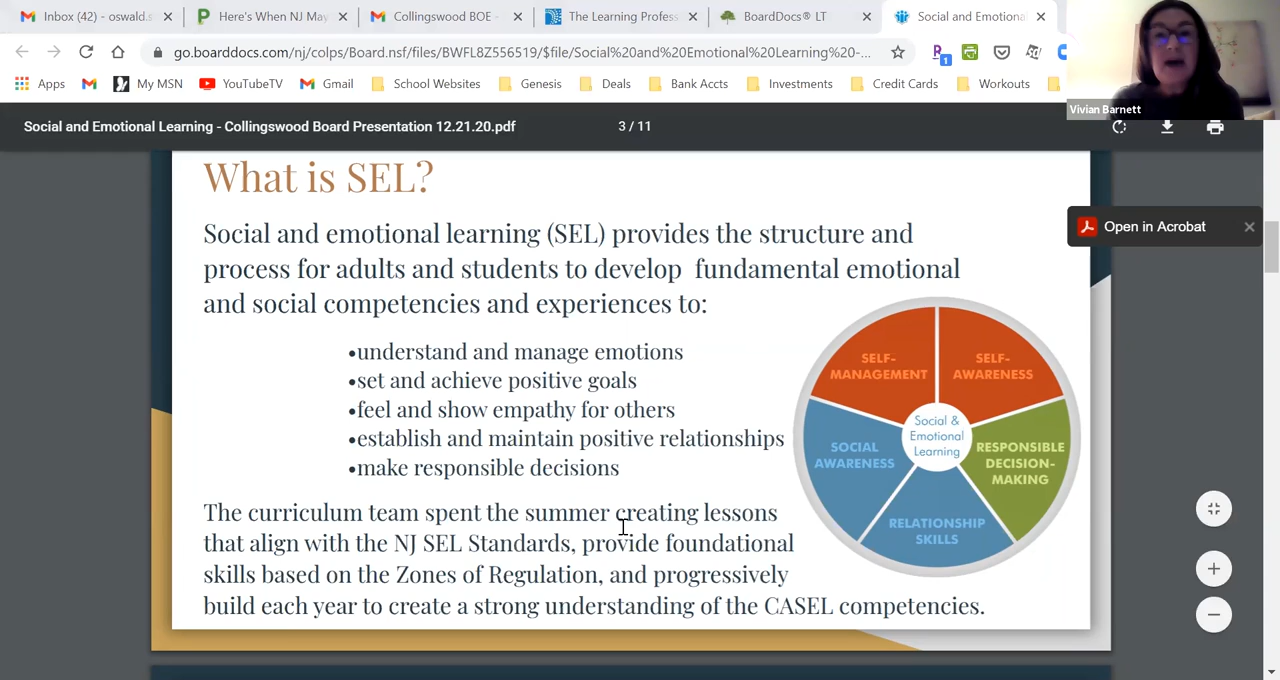 Inbox (42) - oswald.s
Here's When NJ May
Collingswood BOE -
The Learning Profess
BoardDocs® LT
Social and Emotiona
go.boarddocs.com/nj/colps/Board.nsf/files/BWFLBZ556519/$file/Social%20and%20Emotional%20Learning%20-...
1
Apps
My MSN
YouTubeTV
Gmail
School Websites
Genesis
Deals
Bank Accts
Investments
Credit Cards
Workouts
Vivian Barnett
Social and Emotional Learning - Collingswood Board Presentation 12.21.20.pdf
3 / 11
Open in Acrobat
What is SEL?
Social and emotional learning (SEL) provides the structure and
process for adults and students to develop fundamental emotional
and social competencies and experiences to:
•understand and manage emotions
•set and achieve positive goals
•feel and show empathy for others
•establish and maintain positive relationships
•make responsible decisions
The curriculum team spent the summer creating lessons
that align with the NJ SEL Standards, provide foundational
skills based on the Zones of Regulation, and progressively
build each year to create a strong understanding of the CASEL competencies.
SELF-
MANAGEMENT
SELF-
AWARENESS
SOCIAL
AWARENESS
Social &
Emotional
Learning
RESPONSIBLE
DECISION-
MAKING
RELATIONSHIP
SKILLS